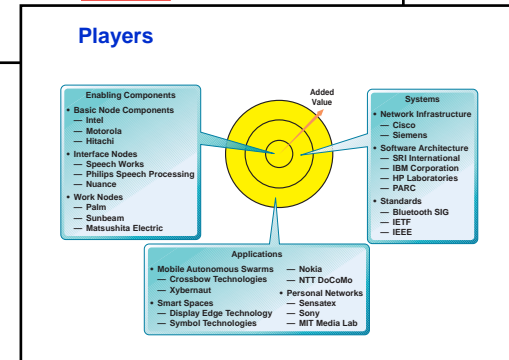 Players
Enabling Components
• Basic Node Components
— Intel
— Motorola
— Hitachi
• Interface Nodes
— Speech Works
— Philips Speech Processing
— Nuance
• Work Nodes
— Palm
— Sunbeam
— Matsushita Electric
Added
Value
Systems
• Network Infrastructure
— Cisco
— Siemens
• Software Architecture
— SRI International
— IBM Corporation
— HP Laboratories
— PARC
• Standards
— Bluetooth SIG
— IETF
— IEEE
Applications
• Mobile Autonomous Swarms
— Crossbow Technologies
— Xybernaut
• Smart Spaces
— Display Edge Technology
— Symbol Technologies
— Nokia
— NTT DoCoMo
• Personal Networks
— Sensatex
— Sony
— MIT Media Lab